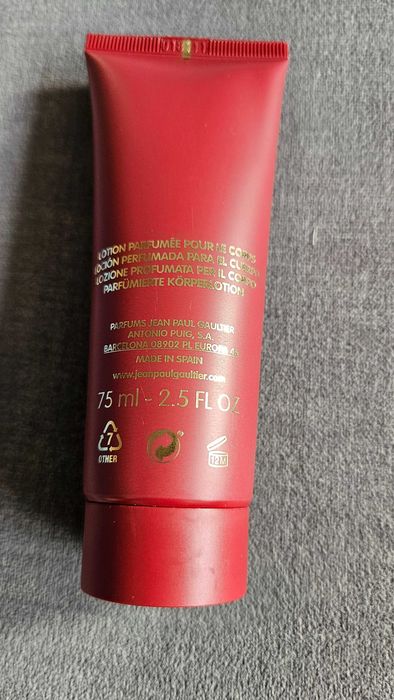 LOTION PARFUMÉE POUR LE CORPS
LOCIÓN PERFUMADA PARA EL CUERPO
LOZIONE PROFUMATA PER IL CORPO
PARFÜMIERTE KÖRPERLOTION
PARFUMS JEAN PAUL GAULTIER
ANTONIO PUIG, S.A.
BARCELONA 08902 PL EUROPA 46
MADE IN SPAIN
www.jeanpaulgaultier.com
75 ml - 2.5 FL OZ
7
OTHER
12M